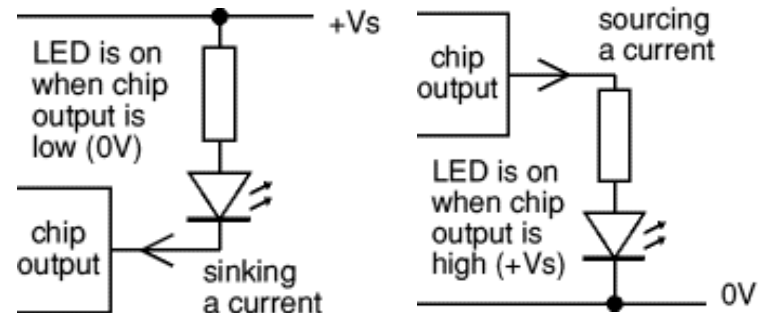 +Vs
LED is on
when chip
output is
low (0V)
chip
output
sinking
a current
sourcing
a current
chip
output
LED is on
when chip
output is
high (+Vs)
0V